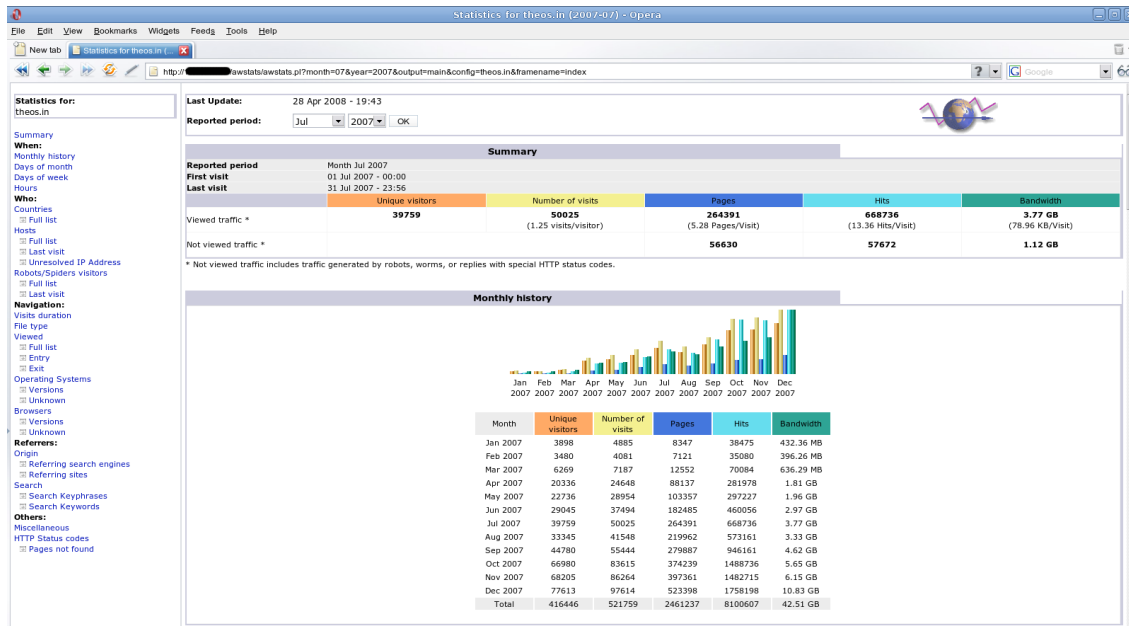 Statistics for theos.in (2007-07) - Opera
File Edit View Bookmarks Widgets Feeds Tools Help
New tab Statistics for theos.in (...
http:// /awstats/awstats.pl?month=07&year=2007&output=main&config=theos.in&framename=index ? Google
Statistics for:
theos.in
Summary
When:
Monthly history
Days of month
Days of week
Hours
Who:
Countries
Full list
Hosts
Full list
Last visit
Unresolved IP Address
Robots/Spiders visitors
Full list
Last visit
Navigation:
Visits duration
File type
Viewed
Full list
Entry
Exit
Operating Systems
Versions
Unknown
Browsers
Versions
Unknown
Referrers:
Origin
Referring search engines
Referring sites
Search
Search Keyphrases
Search Keywords
Others:
Miscellaneous
HTTP Status codes
Pages not found
Last Update: 28 Apr 2008 - 19:43
Reported period: Jul 2007 OK
Summary
Reported period Month Jul 2007
First visit 01 Jul 2007 - 00:00
Last visit 31 Jul 2007 - 23:56
Unique visitors Number of visits Pages Hits Bandwidth
Viewed traffic * 39759 50025 264391 668736 3.77 GB
(1.25 visits/visitor) (5.28 Pages/Visit) (13.36 Hits/Visit) (78.96 KB/Visit)
Not viewed traffic * 56630 57672 1.12 GB
* Not viewed traffic includes traffic generated by robots, worms, or replies with special HTTP status codes.
Monthly history
Jan Feb Mar Apr May Jun Jul Aug Sep Oct Nov Dec
2007 2007 2007 2007 2007 2007 2007 2007 2007 2007 2007 2007
Month Unique visitors Number of visits Pages Hits Bandwidth
Jan 2007 3898 4885 8347 38475 432.36 MB
Feb 2007 3480 4081 7121 35080 396.26 MB
Mar 2007 6269 7187 12552 70084 636.29 MB
Apr 2007 20336 24648 88137 281978 1.81 GB
May 2007 22736 28954 103357 297227 1.96 GB
Jun 2007 29045 37494 182485 460056 2.97 GB
Jul 2007 39759 50025 264391 668736 3.77 GB
Aug 2007 33345 41548 219962 573161 3.33 GB
Sep 2007 44780 55444 279887 946161 4.62 GB
Oct 2007 66980 83615 374239 1488736 5.65 GB
Nov 2007 68205 86264 397361 1482715 6.15 GB
Dec 2007 77613 97614 523398 1758198 10.83 GB
Total 416446 521759 2461237 8100607 42.51 GB